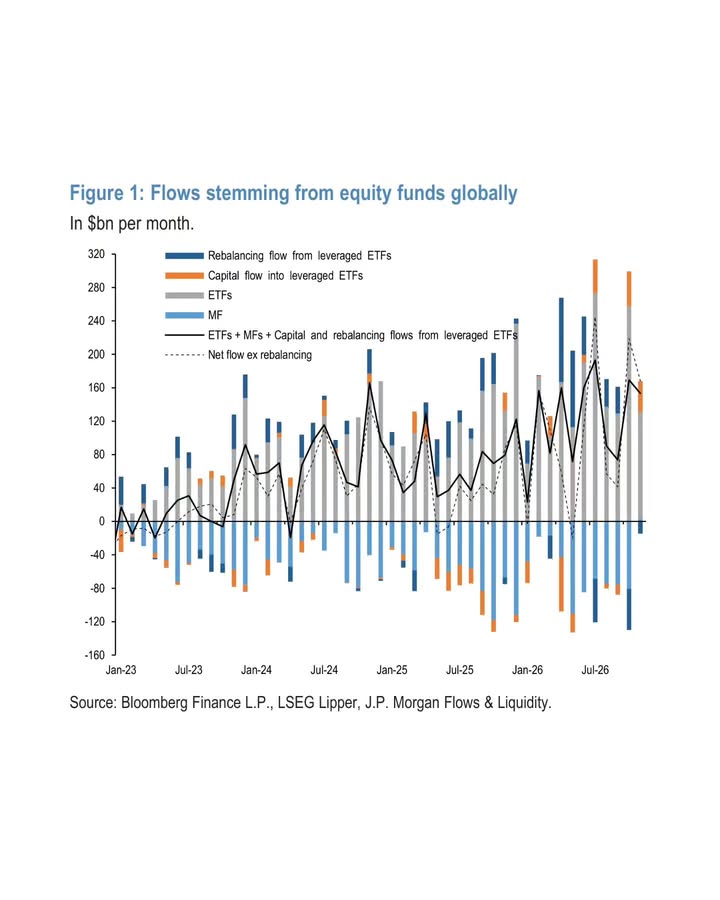 Figure 1: Flows stemming from equity funds globally
In $bn per month.
320
280
240
200
160
120
80
40
0
-40
-80
-120
-160
Rebalancing flow from leveraged ETFs
Capital flow into leveraged ETFs
ETFs
MF
ETFs + MFs + Capital and rebalancing flows from leveraged ETFs
Net flow ex rebalancing
Jan-23 Jul-23 Jan-24 Jul-24 Jan-25 Jul-25 Jan-26 Jul-26
Source: Bloomberg Finance L.P., LSEG Lipper, J.P. Morgan Flows & Liquidity.